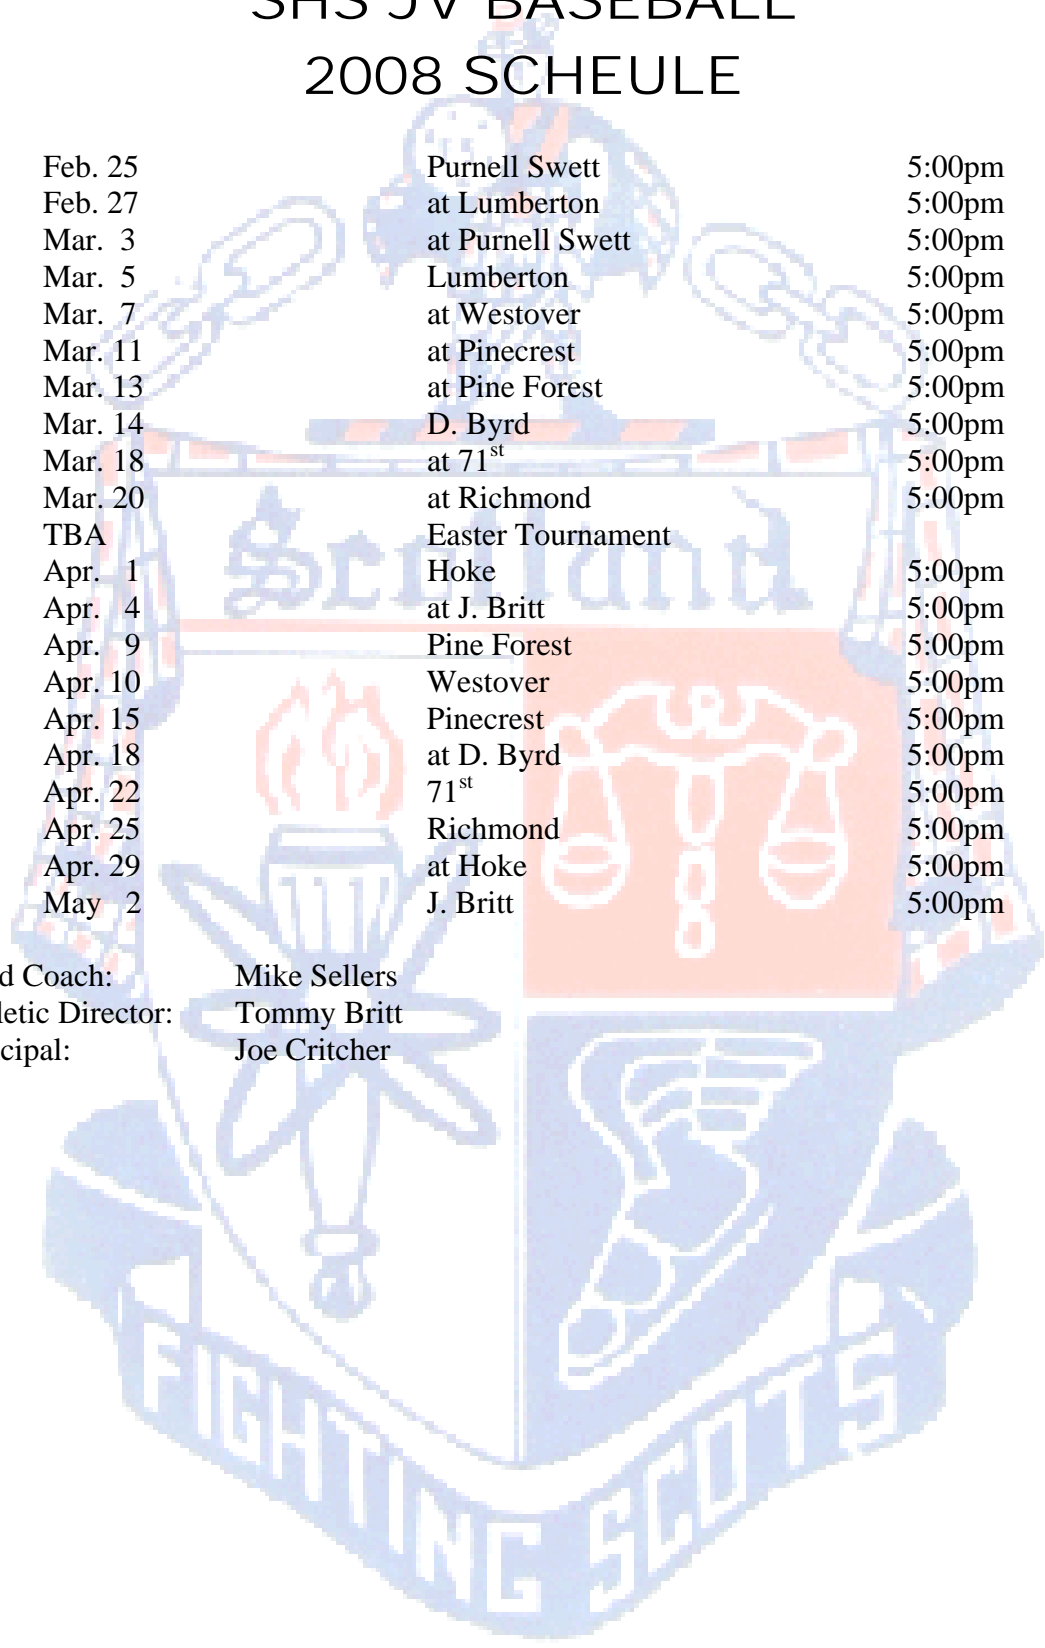 SHS JV BASEBALL
2008 SCHEULE
Feb. 25 Purnell Swett 5:00pm
Feb. 27 at Lumberton 5:00pm
Mar. 3 at Purnell Swett 5:00pm
Mar. 5 Lumberton 5:00pm
Mar. 7 at Westover 5:00pm
Mar. 11 at Pinecrest 5:00pm
Mar. 13 at Pine Forest 5:00pm
Mar. 14 D. Byrd 5:00pm
Mar. 18 at 71st 5:00pm
Mar. 20 at Richmond 5:00pm
TBA Easter Tournament
Apr. 1 Hoke 5:00pm
Apr. 4 at J. Britt 5:00pm
Apr. 9 Pine Forest 5:00pm
Apr. 10 Westover 5:00pm
Apr. 15 Pinecrest 5:00pm
Apr. 18 at D. Byrd 5:00pm
Apr. 22 71st 5:00pm
Apr. 25 Richmond 5:00pm
Apr. 29 at Hoke 5:00pm
May 2 J. Britt 5:00pm
d Coach: Mike Sellers
letic Director: Tommy Britt
cipal: Joe Critcher
Scotland
FIGHTING SCOTS